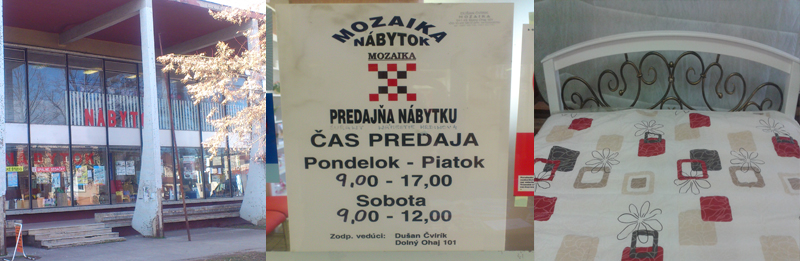 NÁBYT
MOZAIKA
NÁBYTOK
MOZAIKA
PREDAJŇA NÁBYTKU
ČAS PREDAJA
Pondelok - Piatok
9,00 - 17,00
Sobota
9,00 - 12,00
Zodp. vedúci: Dušan Čvirik
Dolný Ohaj 101